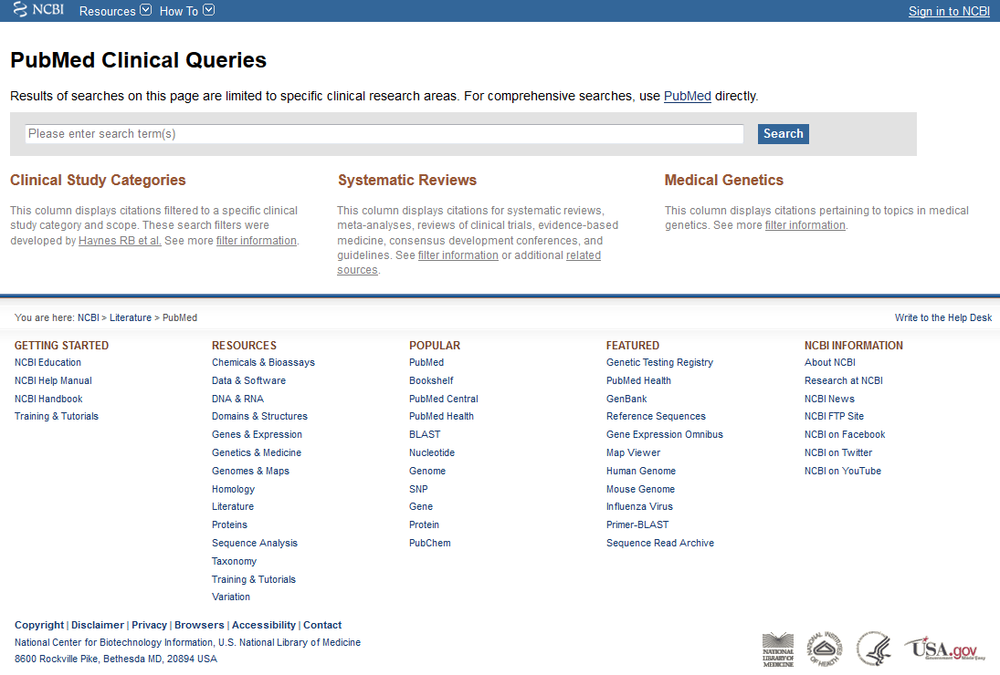 NCBI Resources How To Sign in to NCBI
PubMed Clinical Queries
Results of searches on this page are limited to specific clinical research areas. For comprehensive searches, use PubMed directly.
Please enter search term(s) Search
Clinical Study Categories
This column displays citations filtered to a specific clinical
study category and scope. These search filters were
developed by Haynes RB et al. See more filter information.
Systematic Reviews
This column displays citations for systematic reviews,
meta-analyses, reviews of clinical trials, evidence-based
medicine, consensus development conferences, and
guidelines. See filter information or additional related
sources.
Medical Genetics
This column displays citations pertaining to topics in medical
genetics. See more filter information.
You are here: NCBI > Literature > PubMed
Write to the Help Desk
GETTING STARTED
NCBI Education
NCBI Help Manual
NCBI Handbook
Training & Tutorials
RESOURCES
Chemicals & Bioassays
Data & Software
DNA & RNA
Domains & Structures
Genes & Expression
Genetics & Medicine
Genomes & Maps
Homology
Literature
Proteins
Sequence Analysis
Taxonomy
Training & Tutorials
Variation
POPULAR
PubMed
Bookshelf
PubMed Central
PubMed Health
BLAST
Nucleotide
Genome
SNP
Gene
Protein
PubChem
FEATURED
Genetic Testing Registry
PubMed Health
GenBank
Reference Sequences
Gene Expression Omnibus
Map Viewer
Human Genome
Mouse Genome
Influenza Virus
Primer-BLAST
Sequence Read Archive
NCBI INFORMATION
About NCBI
Research at NCBI
NCBI News
NCBI FTP Site
NCBI on Facebook
NCBI on Twitter
NCBI on YouTube
Copyright | Disclaimer | Privacy | Browsers | Accessibility | Contact
National Center for Biotechnology Information, U.S. National Library of Medicine
8600 Rockville Pike, Bethesda MD, 20894 USA
NATIONAL
LIBRARY OF
MEDICINE
NATIONAL INSTITUTES
OF HEALTH
USA.gov
Government Made Easy